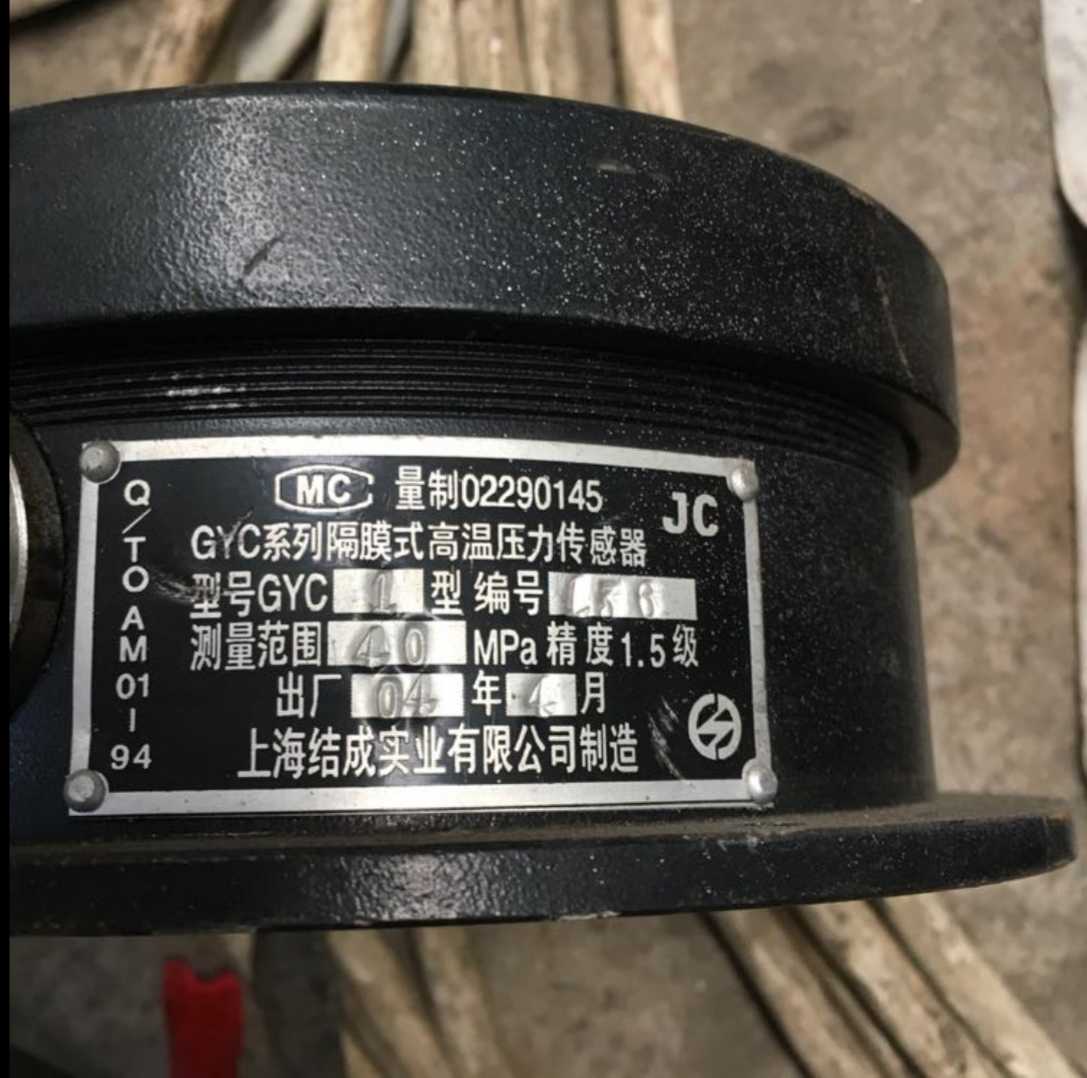 MC 量制02290145
JC
GYC系列隔膜式高温压力传感器
型号GYC 1 型 编号
测量范围 40 MPa 精度1.5级
出厂 04 年 4 月
上海结成实业有限公司制造
Q/TOAM01-94